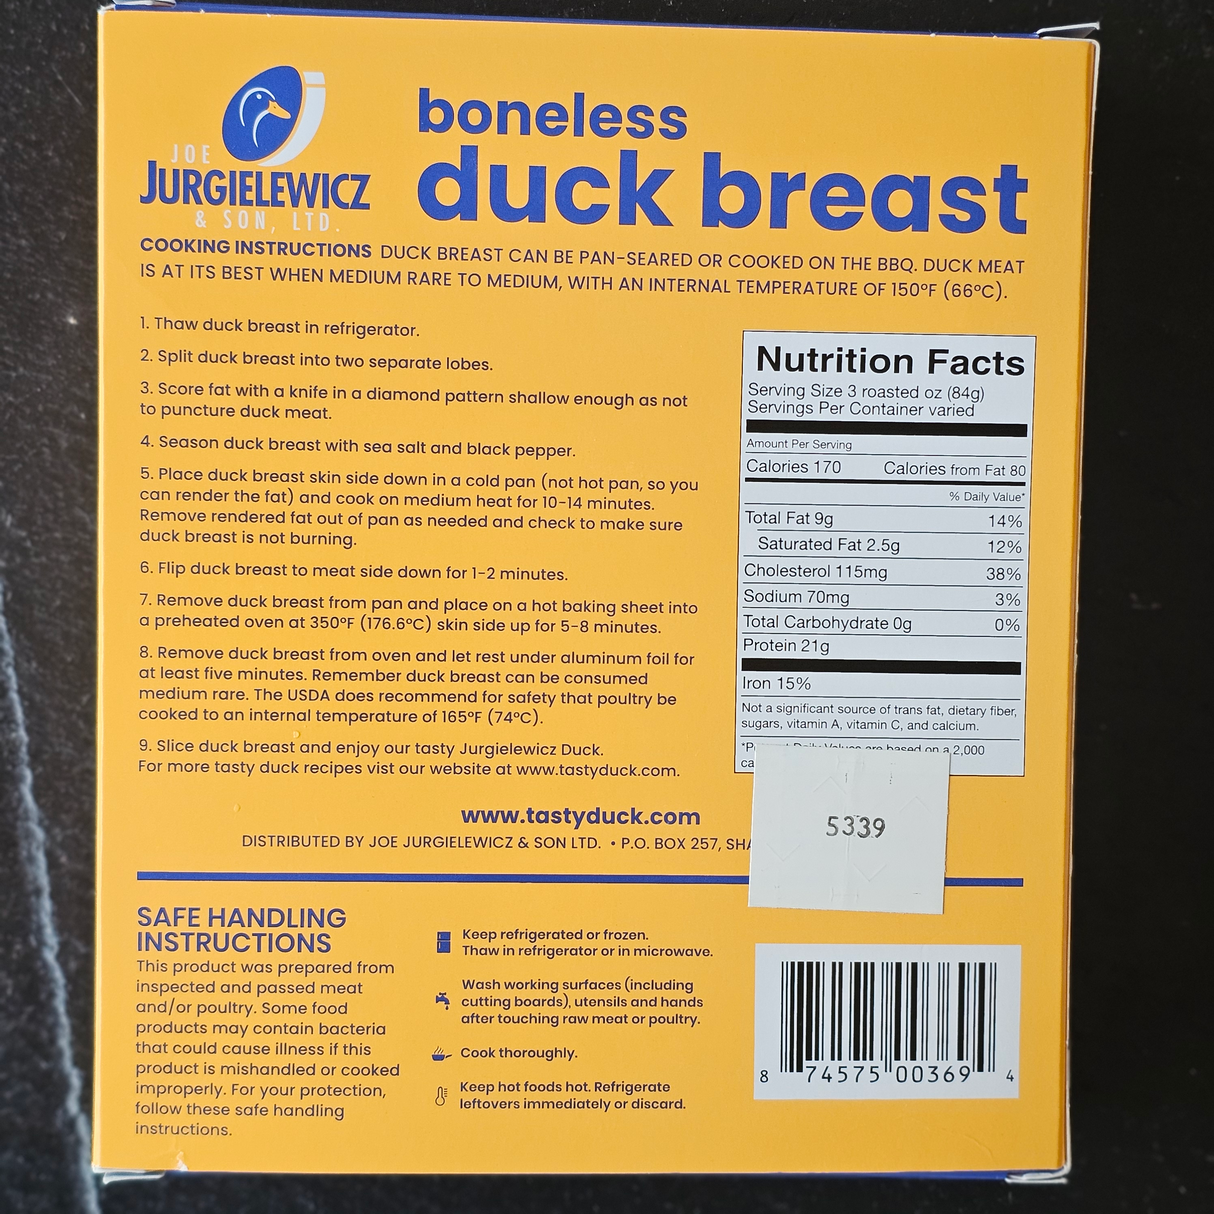 JOE
JURGIELEWICZ
& SON, LTD.
boneless
duck breast
COOKING INSTRUCTIONS DUCK BREAST CAN BE PAN-SEARED OR COOKED ON THE BBQ. DUCK MEAT
IS AT ITS BEST WHEN MEDIUM RARE TO MEDIUM, WITH AN INTERNAL TEMPERATURE OF 150°F (66°C).
1. Thaw duck breast in refrigerator.
2. Split duck breast into two separate lobes.
3. Score fat with a knife in a diamond pattern shallow enough as not
to puncture duck meat.
4. Season duck breast with sea salt and black pepper.
5. Place duck breast skin side down in a cold pan (not hot pan, so you
can render the fat) and cook on medium heat for 10-14 minutes.
Remove rendered fat out of pan as needed and check to make sure
duck breast is not burning.
6. Flip duck breast to meat side down for 1-2 minutes.
7. Remove duck breast from pan and place on a hot baking sheet into
a preheated oven at 350°F (176.6°C) skin side up for 5-8 minutes.
8. Remove duck breast from oven and let rest under aluminum foil for
at least five minutes. Remember duck breast can be consumed
medium rare. The USDA does recommend for safety that poultry be
cooked to an internal temperature of 165°F (74°C).
9. Slice duck breast and enjoy our tasty Jurgielewicz Duck.
For more tasty duck recipes vist our website at www.tastyduck.com.
Nutrition Facts
Serving Size 3 roasted oz (84g)
Servings Per Container varied
Amount Per Serving
Calories 170 Calories from Fat 80
% Daily Value*
Total Fat 9g 14%
Saturated Fat 2.5g 12%
Cholesterol 115mg 38%
Sodium 70mg 3%
Total Carbohydrate 0g 0%
Protein 21g
Iron 15%
Not a significant source of trans fat, dietary fiber,
sugars, vitamin A, vitamin C, and calcium.
Daily Values are based on a 2,000
5339
www.tastyduck.com
DISTRIBUTED BY JOE JURGIELEWICZ & SON LTD. • P.O. BOX 257,
SAFE HANDLING
INSTRUCTIONS
This product was prepared from
inspected and passed meat
and/or poultry. Some food
products may contain bacteria
that could cause illness if this
product is mishandled or cooked
improperly. For your protection,
follow these safe handling
instructions.
Keep refrigerated or frozen.
Thaw in refrigerator or in microwave.
Wash working surfaces (including
cutting boards), utensils and hands
after touching raw meat or poultry.
Cook thoroughly.
Keep hot foods hot. Refrigerate
leftovers immediately or discard.
8 74575 00369 4